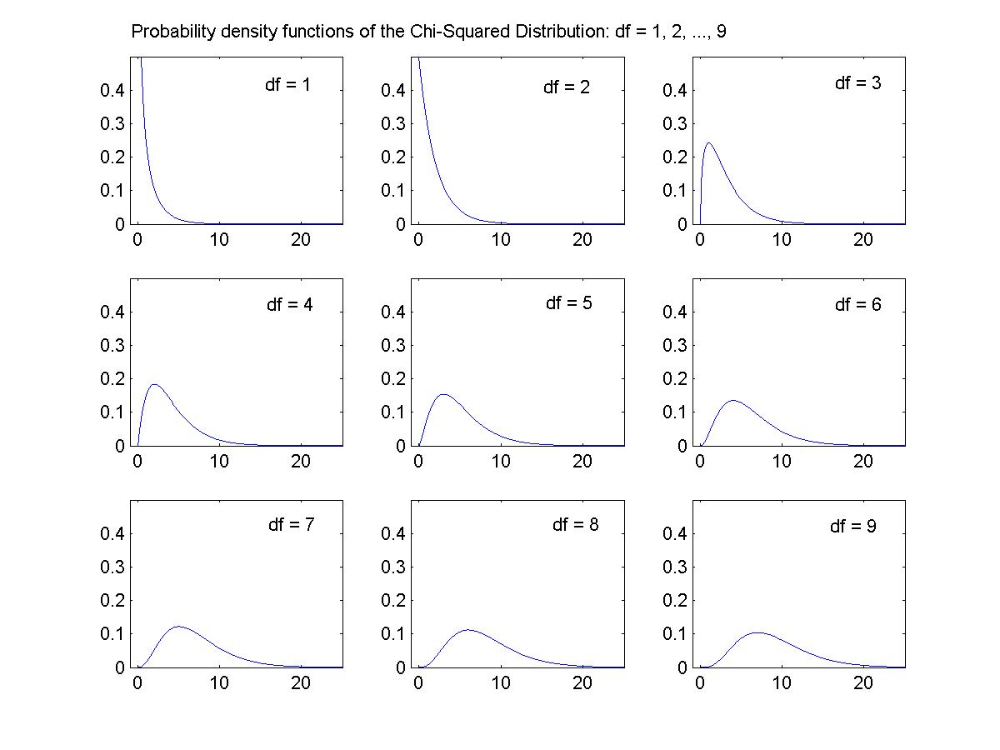 Probability density functions of the Chi-Squared Distribution: df = 1, 2, ..., 9
df = 1
0.4
0.3
0.2
0.1
0
0 10 20
df = 2
0.4
0.3
0.2
0.1
0
0 10 20
df = 3
0.4
0.3
0.2
0.1
0
0 10 20
df = 4
0.4
0.3
0.2
0.1
0
0 10 20
df = 5
0.4
0.3
0.2
0.1
0
0 10 20
df = 6
0.4
0.3
0.2
0.1
0
0 10 20
df = 7
0.4
0.3
0.2
0.1
0
0 10 20
df = 8
0.4
0.3
0.2
0.1
0
0 10 20
df = 9
0.4
0.3
0.2
0.1
0
0 10 20